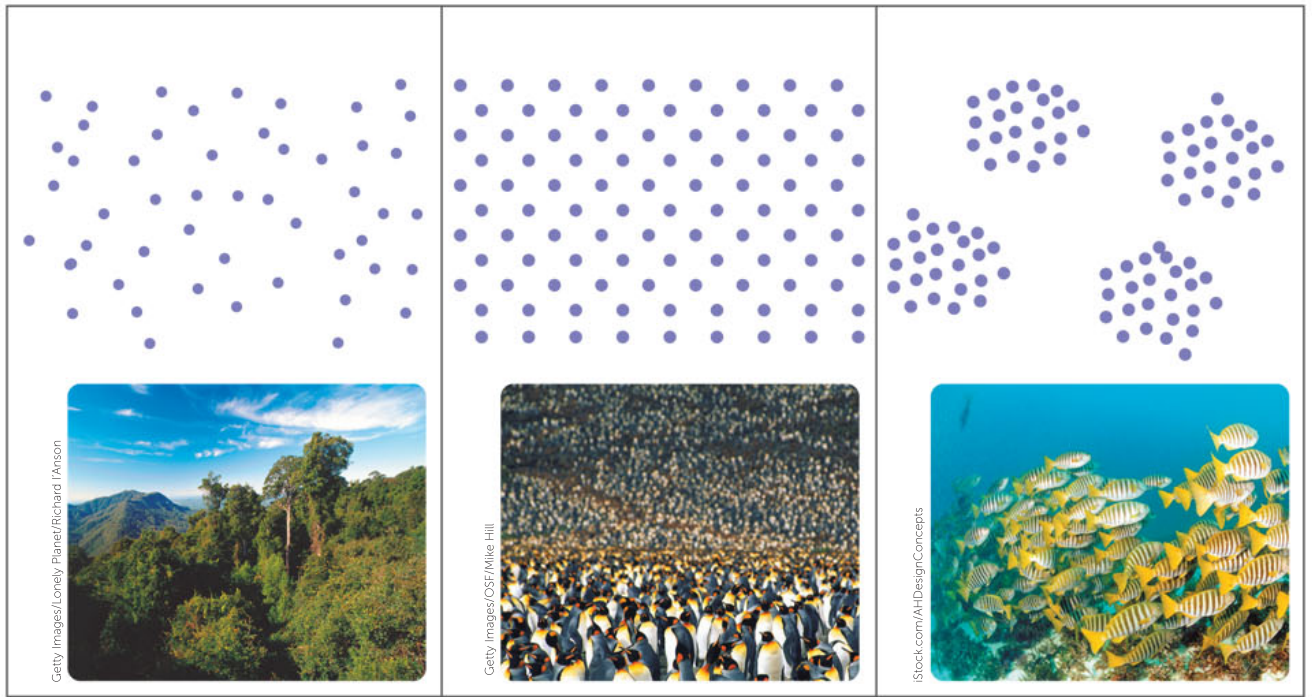 Getty Images/Lonely Planet/Richard I'Anson
Getty Images/OSF/Mike Hill
iStock.com/AHDesignConcepts